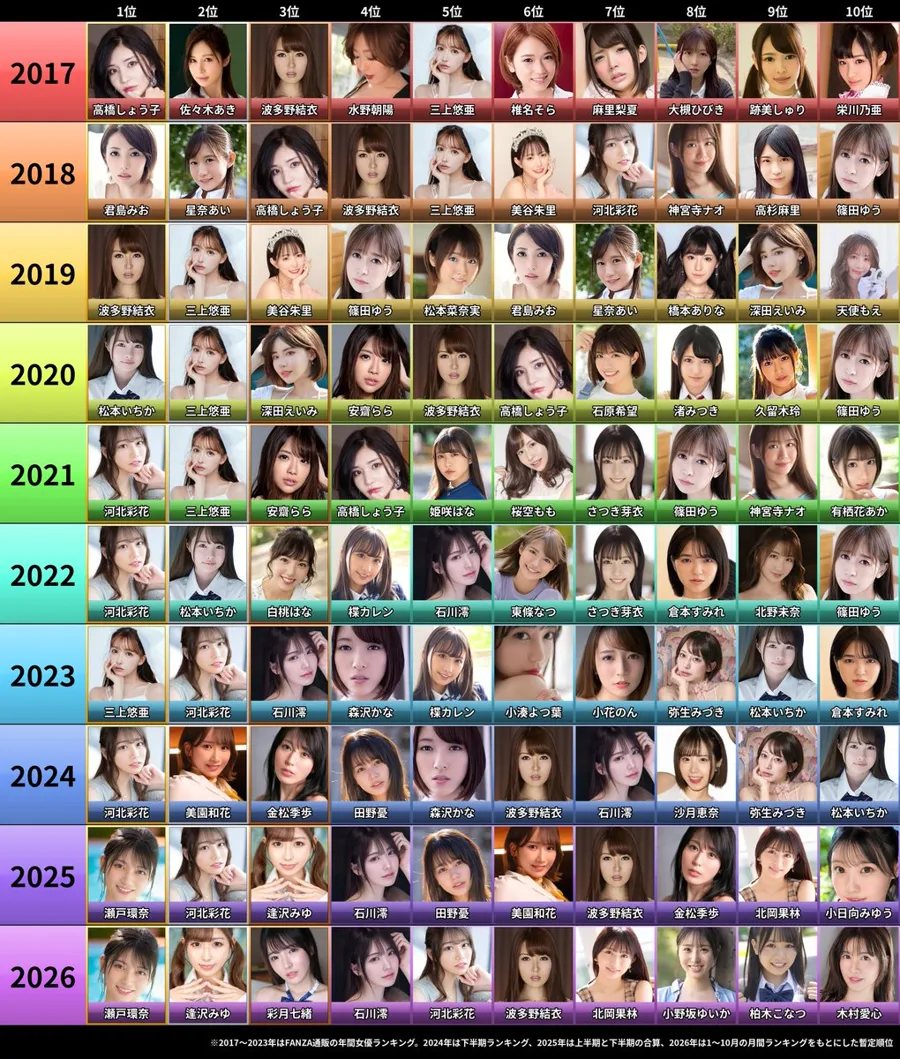 1位 2位 3位 4位 5位 6位 7位 8位 9位 10位
2017
高橋しょう子 佐々木あき 波多野結衣 水野朝陽 三上悠亜 椎名そら 麻里梨夏 大槻ひびき 跡美しゅり 栄川乃亜
2018
君島みお 星奈あい 高橋しょう子 波多野結衣 三上悠亜 美谷朱里 河北彩花 神宮寺ナオ 高杉麻里 篠田ゆう
2019
波多野結衣 三上悠亜 美谷朱里 篠田ゆう 松本菜奈実 君島みお 星奈あい 橋本ありな 深田えいみ 天使もえ
2020
松本いちか 三上悠亜 深田えいみ 安齋らら 波多野結衣 高橋しょう子 石原希望 渚みつき 久留木玲 篠田ゆう
2021
河北彩花 三上悠亜 安齋らら 高橋しょう子 姫咲はな 桜空もも さつき芽衣 篠田ゆう 神宮寺ナオ 有栖花あか
2022
河北彩花 松本いちか 白桃はな 楪カレン 石川澪 東條なつ さつき芽衣 倉本すみれ 北野未奈 篠田ゆう
2023
三上悠亜 河北彩花 石川澪 森沢かな 楪カレン 小湊よつ葉 小花のん 弥生みづき 松本いちか 倉本すみれ
2024
河北彩花 美園和花 金松季歩 田野憂 森沢かな 波多野結衣 石川澪 沙月恵奈 弥生みづき 松本いちか
2025
瀬戸環奈 河北彩花 逢沢みゆ 石川澪 田野憂 美園和花 波多野結衣 金松季歩 北岡果林 小日向みゆう
2026
瀬戸環奈 逢沢みゆ 彩月七緒 石川澪 河北彩花 波多野結衣 北岡果林 小野坂ゆいか 柏木こなつ 木村愛心
※2017～2023年はFANZA通販の年間女優ランキング。2024年は下半期ランキング、2025年は上半期と下半期の合算、2026年は1～10月の月間ランキングをもとにした暫定順位